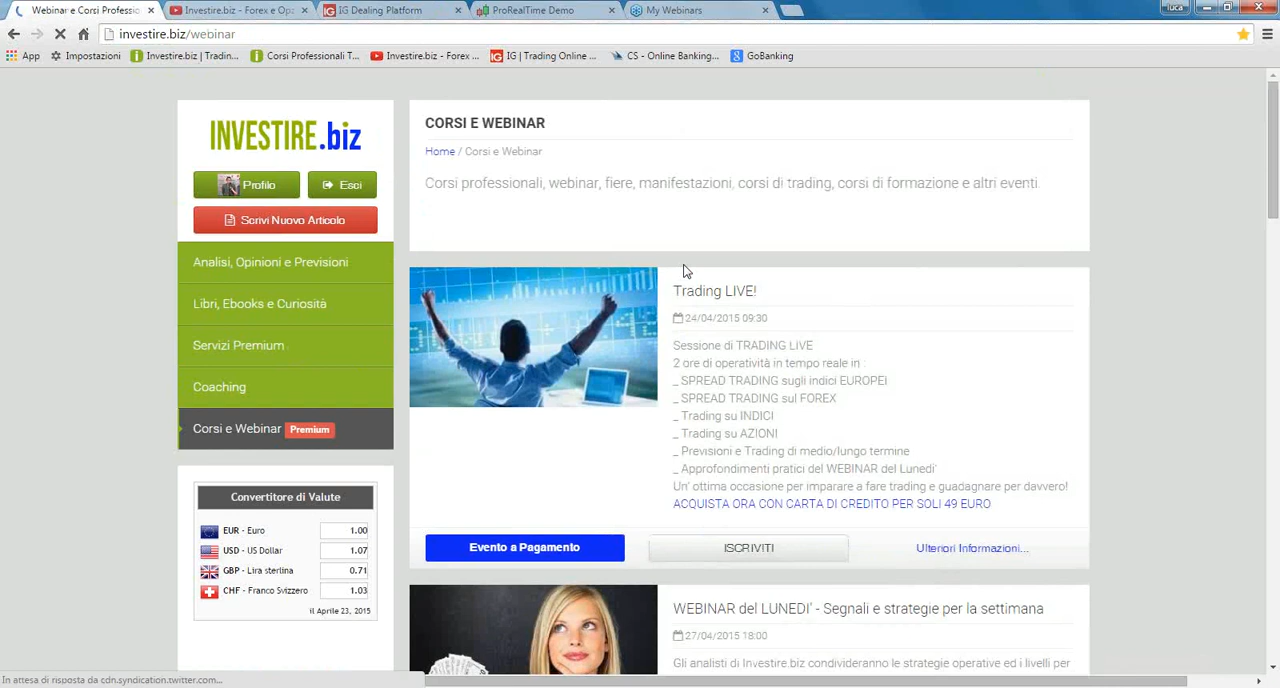 Webinar e Corsi Professio
Investire.biz - Forex e Op
IG Dealing Platform
ProRealTime Demo
My Webinars
luca
investire.biz/webinar
App
Impostazioni
Investire.biz | Tradin...
Corsi Professionali T...
Investire.biz - Forex ...
IG | Trading Online ...
CS - Online Banking...
GoBanking
INVESTIRE.biz
Profilo
Esci
Scrivi Nuovo Articolo
Analisi, Opinioni e Previsioni
Libri, Ebooks e Curiosità
Servizi Premium
Coaching
Corsi e Webinar Premium
Convertitore di Valute
EUR - Euro 1.00
USD - US Dollar 1.07
GBP - Lira sterlina 0.71
CHF - Franco Svizzero 1.03
il Aprile 23, 2015
CORSI E WEBINAR
Home / Corsi e Webinar
Corsi professionali, webinar, fiere, manifestazioni, corsi di trading, corsi di formazione e altri eventi
Trading LIVE!
24/04/2015 09:30
Sessione di TRADING LIVE
2 ore di operatività in tempo reale in :
_ SPREAD TRADING sugli indici EUROPEI
_ SPREAD TRADING sul FOREX
_ Trading su INDICI
_ Trading su AZIONI
_ Previsioni e Trading di medio/lungo termine
_ Approfondimenti pratici del WEBINAR del Lunedi'
Un' ottima occasione per imparare a fare trading e guadagnare per davvero!
ACQUISTA ORA CON CARTA DI CREDITO PER SOLI 49 EURO
Evento a Pagamento
ISCRIVITI
Ulteriori Informazioni...
WEBINAR del LUNEDI' - Segnali e strategie per la settimana
27/04/2015 18:00
Gli analisti di Investire.biz condivideranno le strategie operative ed i livelli per
In attesa di risposta da cdn.syndication.twitter.com...